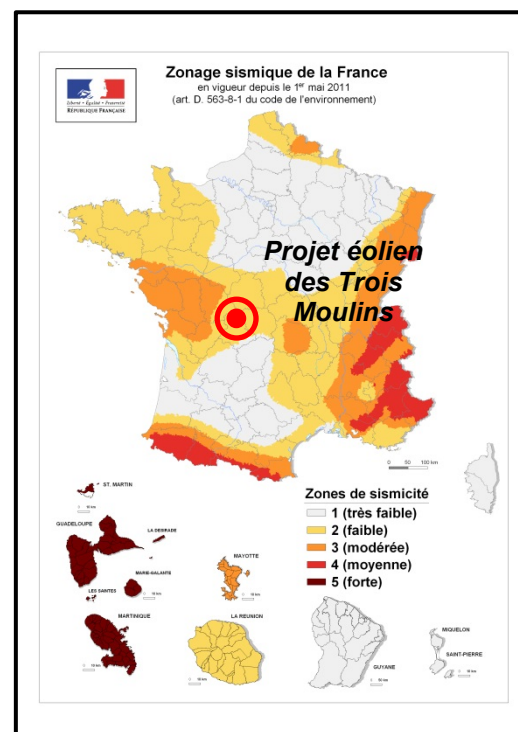 Zonage sismique de la France
en vigueur depuis le 1er mai 2011
(art. D. 563-8-1 du code de l'environnement)
Liberté • Égalité • Fraternité
RÉPUBLIQUE FRANÇAISE
Projet éolien
des Trois
Moulins
0 50 100 km
Zones de sismicité
1 (très faible)
2 (faible)
3 (modérée)
4 (moyenne)
5 (forte)
ST. MARTIN
GUADELOUPE
LA DESIRADE
MARIE-GALANTE
LES SAINTES
MAYOTTE
MARTINIQUE
LA REUNION
GUYANE
MIQUELON
SAINT-PIERRE